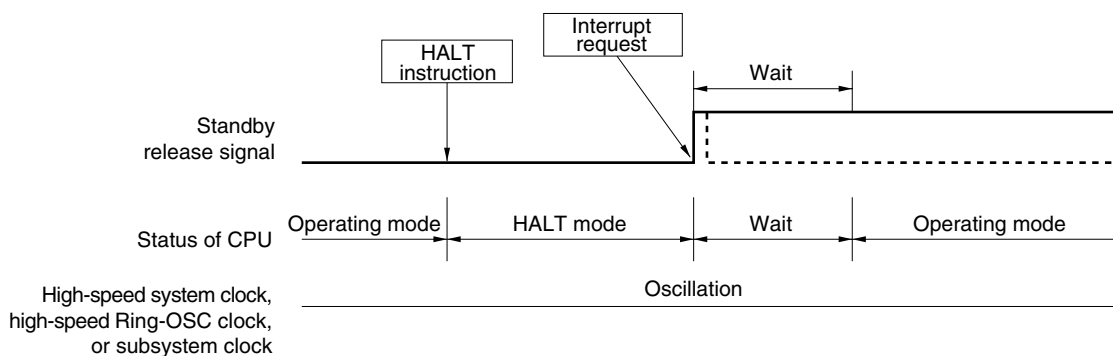 HALT
instruction
Interrupt
request
Wait
Standby
release signal
Status of CPU
Operating mode
HALT mode
Wait
Operating mode
High-speed system clock,
high-speed Ring-OSC clock,
or subsystem clock
Oscillation